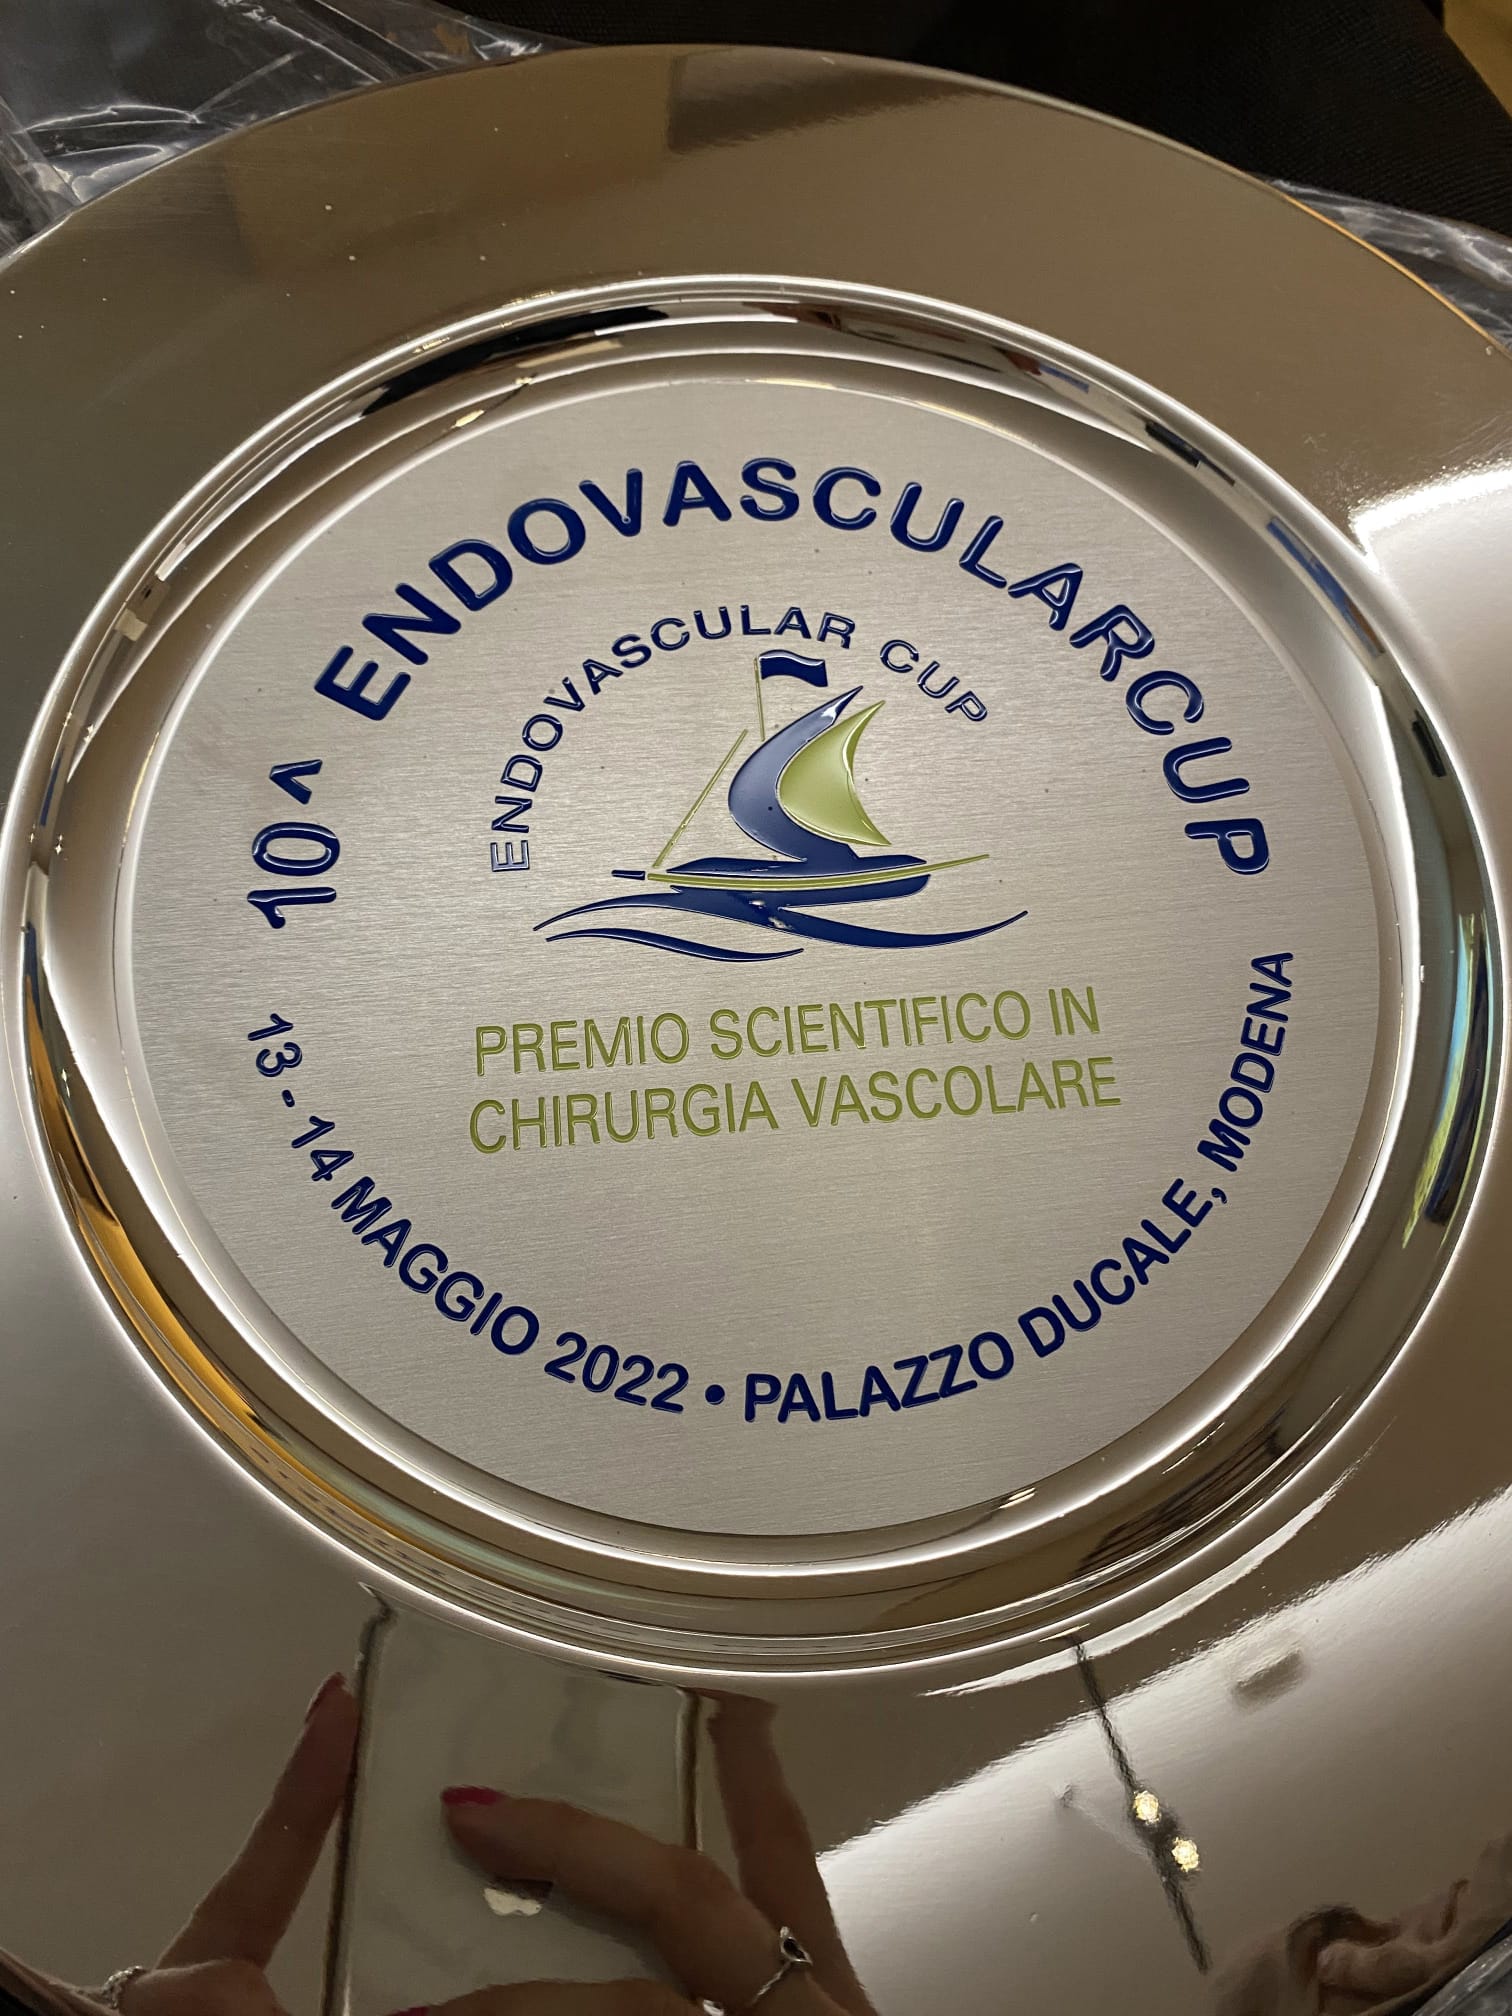 10^ ENDOVASCULARCUP
ENDOVASCULAR CUP
PREMIO SCIENTIFICO IN
CHIRURGIA VASCOLARE
13 - 14 MAGGIO 2022 • PALAZZO DUCALE, MODENA